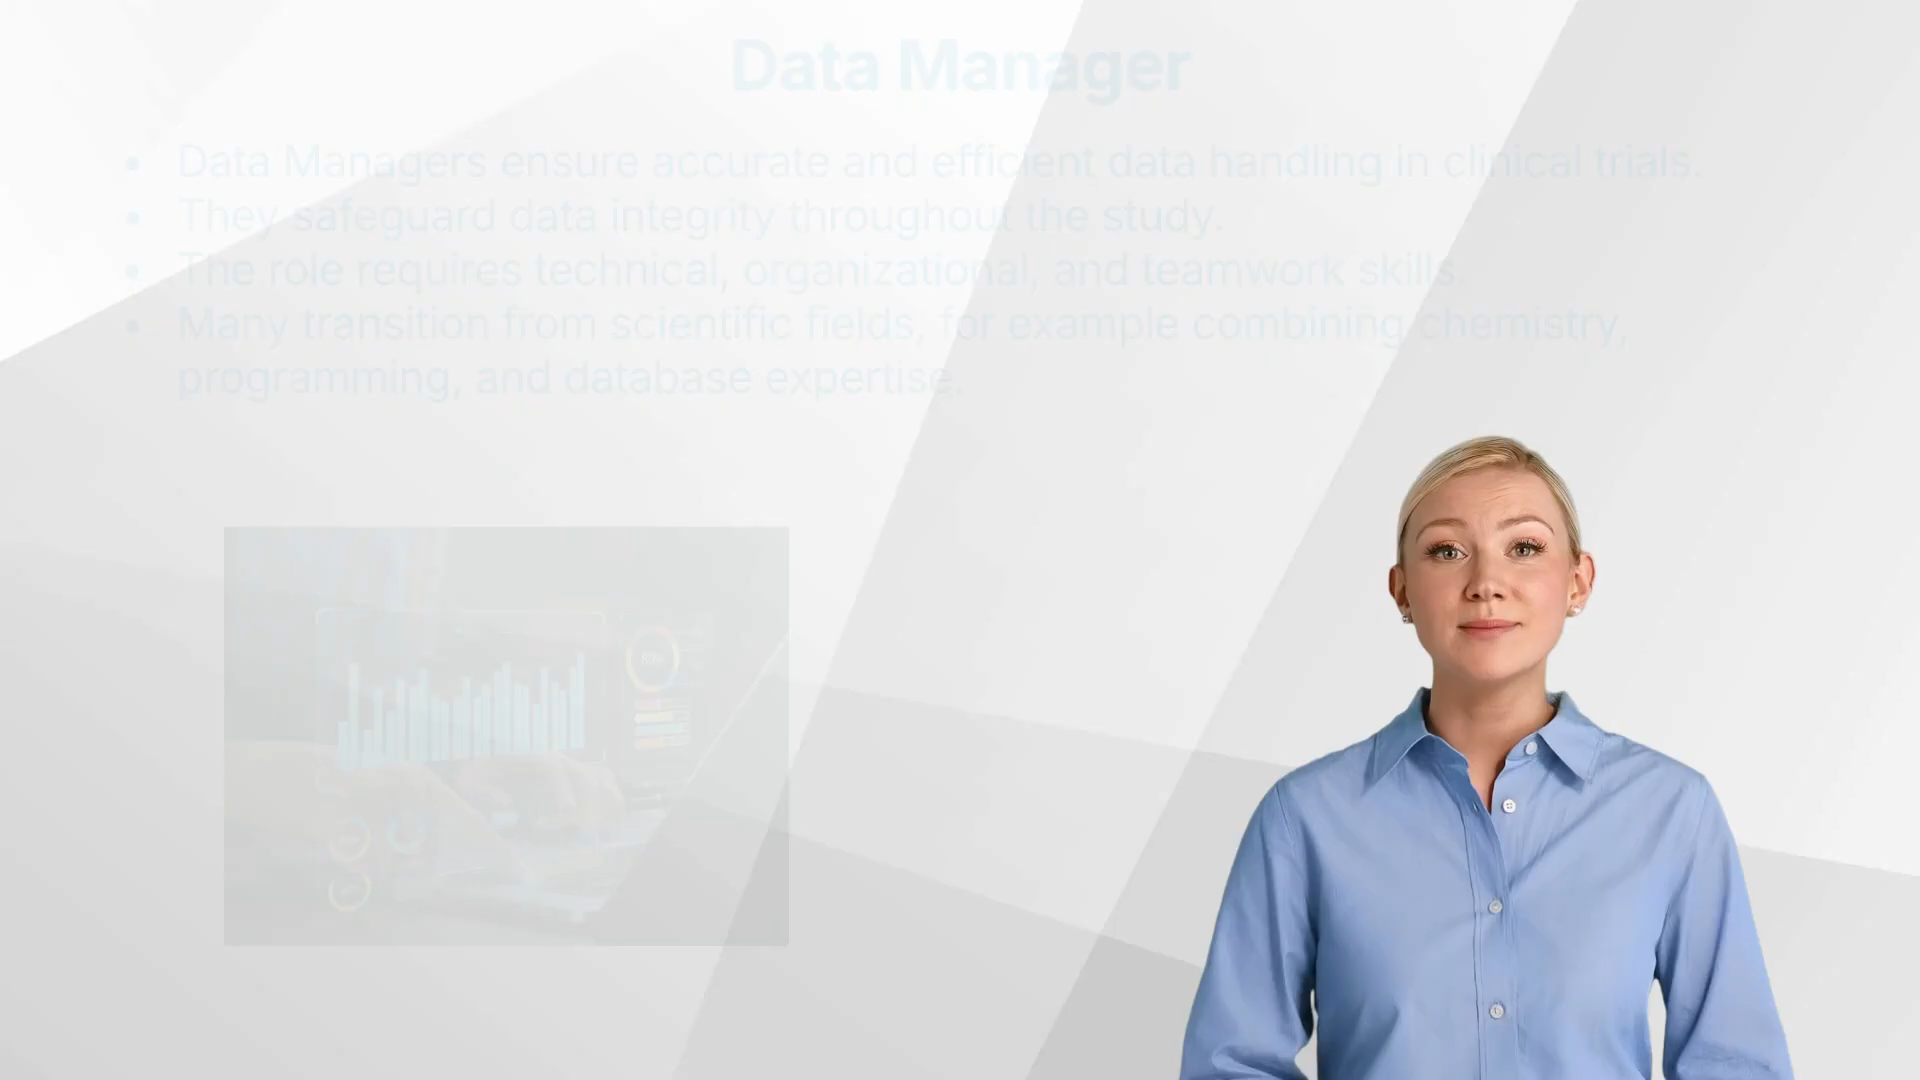 Data Manager
• Data Managers ensure accurate and efficient data handling in clinical trials.
• They safeguard data integrity throughout the study.
• The role requires technical, organizational, and teamwork skills.
• Many transition from scientific fields, for example combining chemistry,
programming, and database expertise.